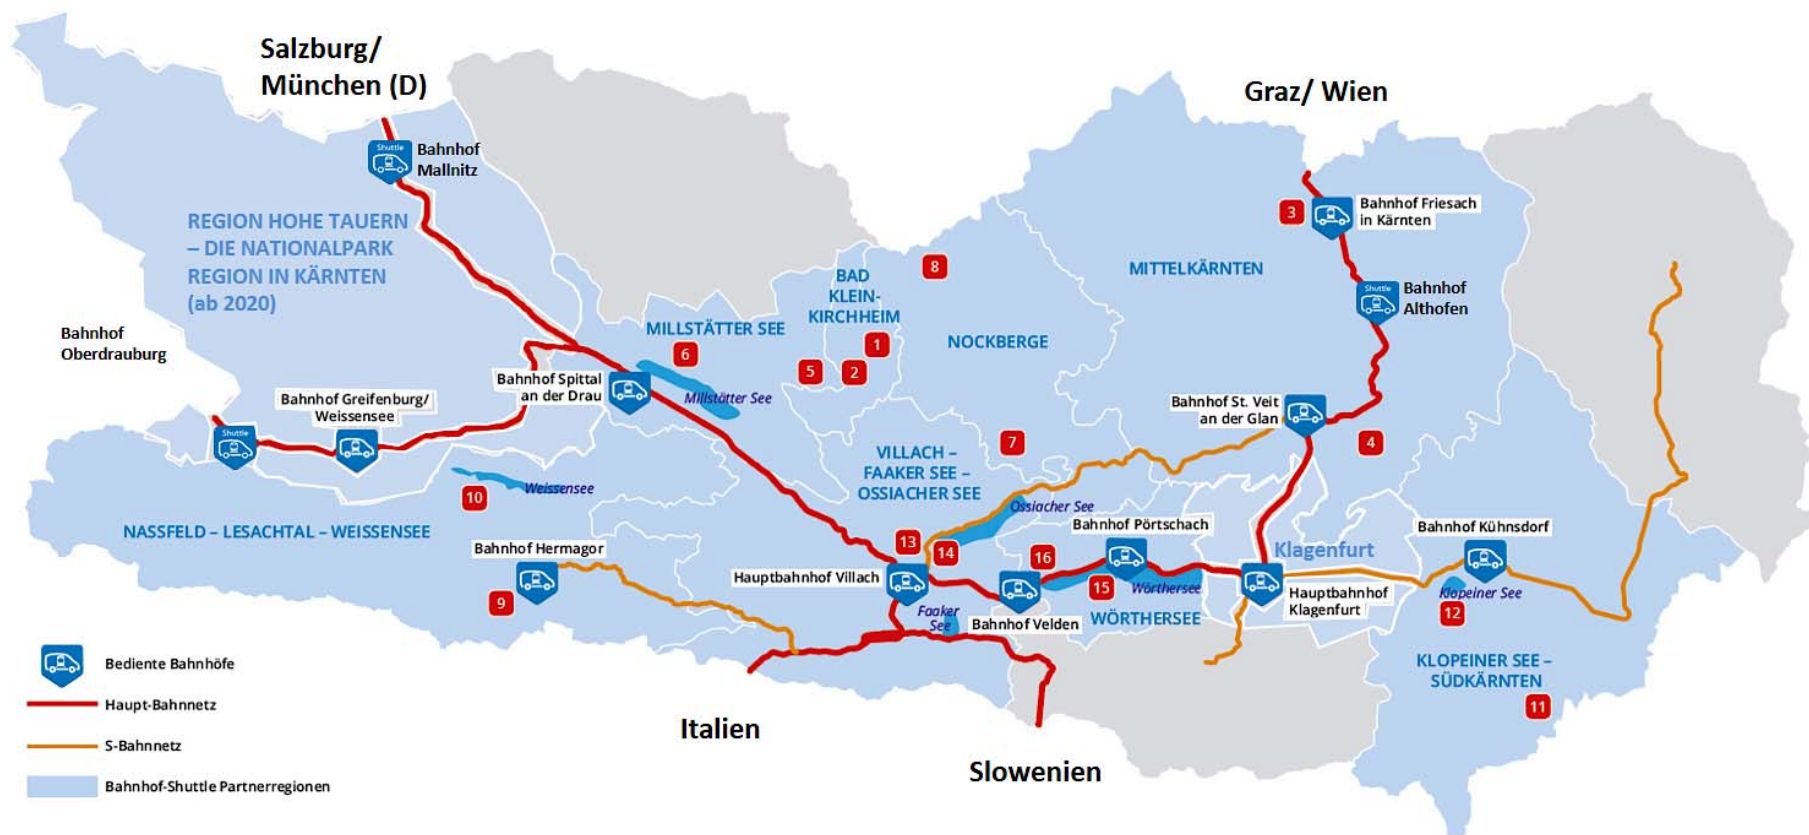 Salzburg/
München (D)
Graz/ Wien
Shuttle
Bahnhof
Mallnitz
REGION HOHE TAUERN
– DIE NATIONALPARK
REGION IN KÄRNTEN
(ab 2020)
3
Bahnhof Friesach
in Kärnten
8
MITTELKÄRNTEN
BAD
KLEIN-
KIRCHHEIM
Shuttle
Bahnhof
Althofen
Bahnhof
Oberdrauburg
MILLSTÄTTER SEE
6
1
5
2
NOCKBERGE
Bahnhof Spittal
an der Drau
Millstätter See
Bahnhof Greifenburg/
Weissensee
Shuttle
Bahnhof St. Veit
an der Glan
4
7
VILLACH –
FAAKER SEE –
OSSIACHER SEE
10
Weissensee
Ossiacher See
NASSFELD – LESACHTAL – WEISSENSEE
Bahnhof Pörtschach
Bahnhof Kühnsdorf
Bahnhof Hermagor
13
14
16
Klagenfurt
Hauptbahnhof Villach
15
Wörthersee
Hauptbahnhof
Klagenfurt
Klopeiner See
9
12
Faaker
See
Bahnhof Velden
WÖRTHERSEE
Bediente Bahnhöfe
KLOPEINER SEE –
SÜDKÄRNTEN
Haupt-Bahnnetz
11
Italien
S-Bahnnetz
Slowenien
Bahnhof-Shuttle Partnerregionen